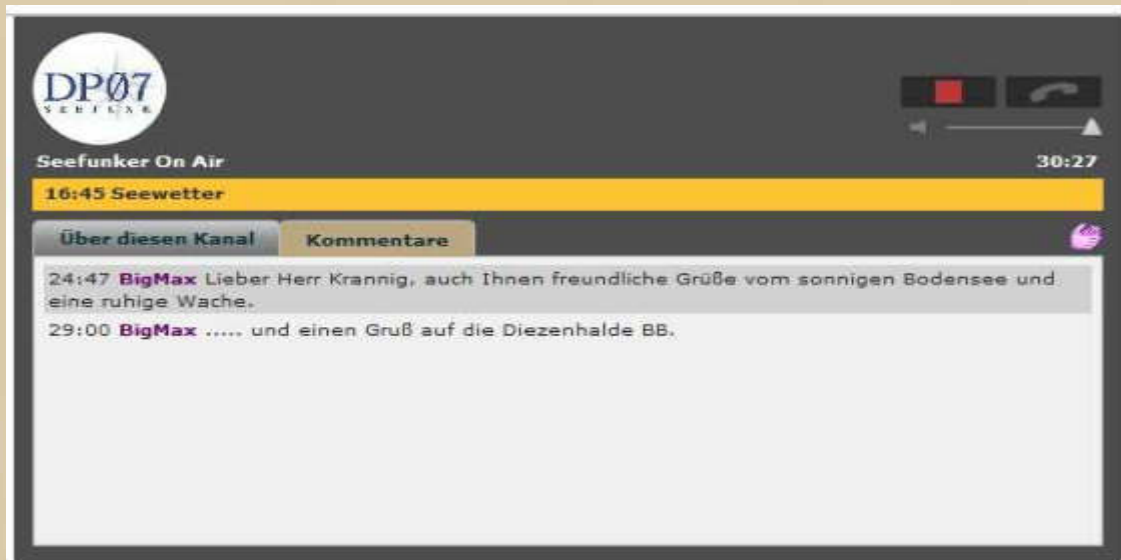 DP07
SEEFUNK
Seefunker On Air
30:27
16:45 Seewetter
Über diesen Kanal
Kommentare
24:47 BigMax Lieber Herr Krannig, auch Ihnen freundliche Grüße vom sonnigen Bodensee und
eine ruhige Wache.
29:00 BigMax ..... und einen Gruß auf die Diezenhalde BB.